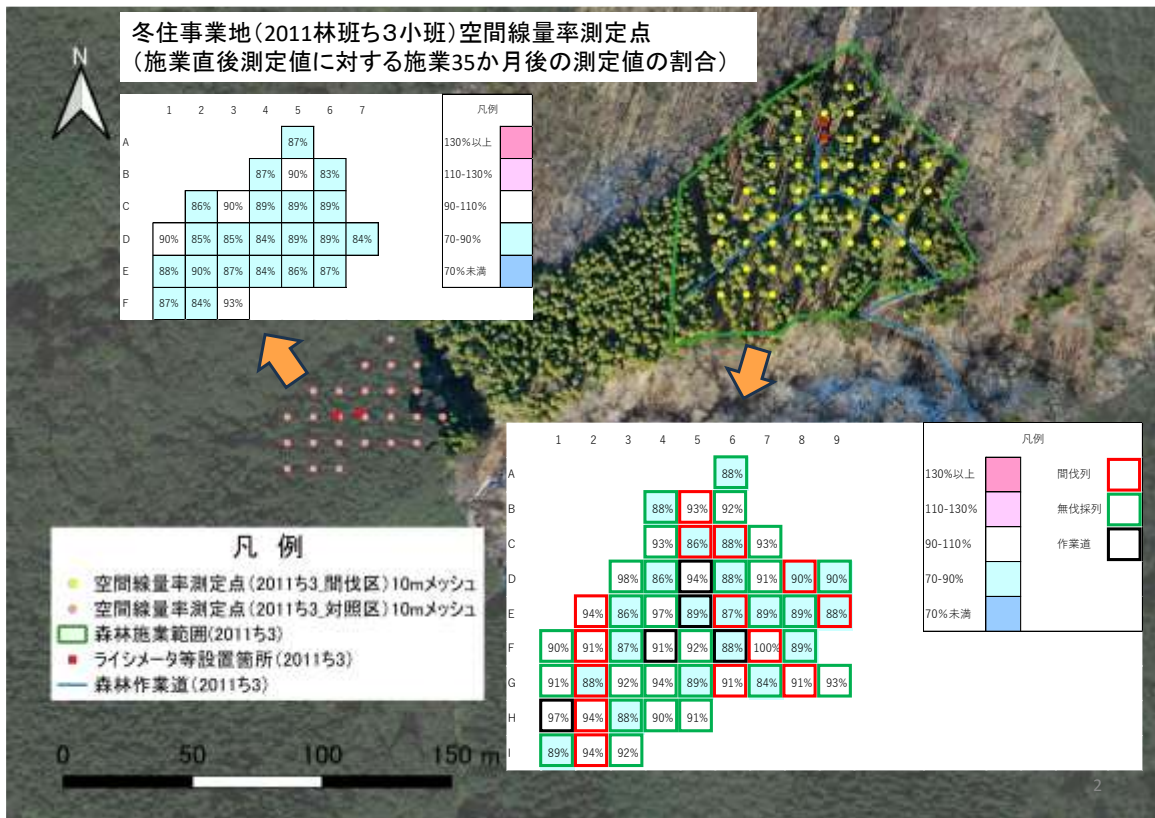 冬住事業地(2011林班ち3小班)空間線量率測定点
(施業直後測定値に対する施業35か月後の測定値の割合)
N
1 2 3 4 5 6 7
A 87%
B 87% 90% 83%
C 86% 90% 89% 89% 89%
D 90% 85% 85% 84% 89% 89% 84%
E 88% 90% 87% 84% 86% 87%
F 87% 84% 93%
凡例
130%以上
110-130%
90-110%
70-90%
70%未満
1 2 3 4 5 6 7 8 9
A 88%
B 88% 93% 92%
C 93% 86% 88% 93%
D 98% 86% 94% 88% 91% 90% 90%
E 94% 86% 97% 89% 87% 89% 89% 88%
F 90% 91% 87% 91% 92% 88% 100% 89%
G 91% 88% 92% 94% 89% 91% 84% 91% 93%
H 97% 94% 88% 90% 91%
I 89% 94% 92%
凡例
130%以上 間伐列
110-130% 無伐採列
90-110% 作業道
70-90%
70%未満
凡 例
空間線量率測定点(2011ち3_間伐区)10mメッシュ
空間線量率測定点(2011ち3_対照区)10mメッシュ
森林施業範囲(2011ち3)
ライシメータ等設置箇所(2011ち3)
森林作業道(2011ち3)
0 50 100 150 m
2